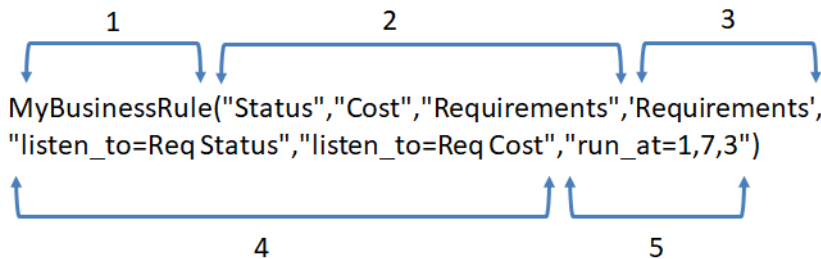 1 2 3
MyBusinessRule("Status","Cost","Requirements",'Requirements',
"listen_to=Req Status","listen_to=Req Cost","run_at=1,7,3")
4 5